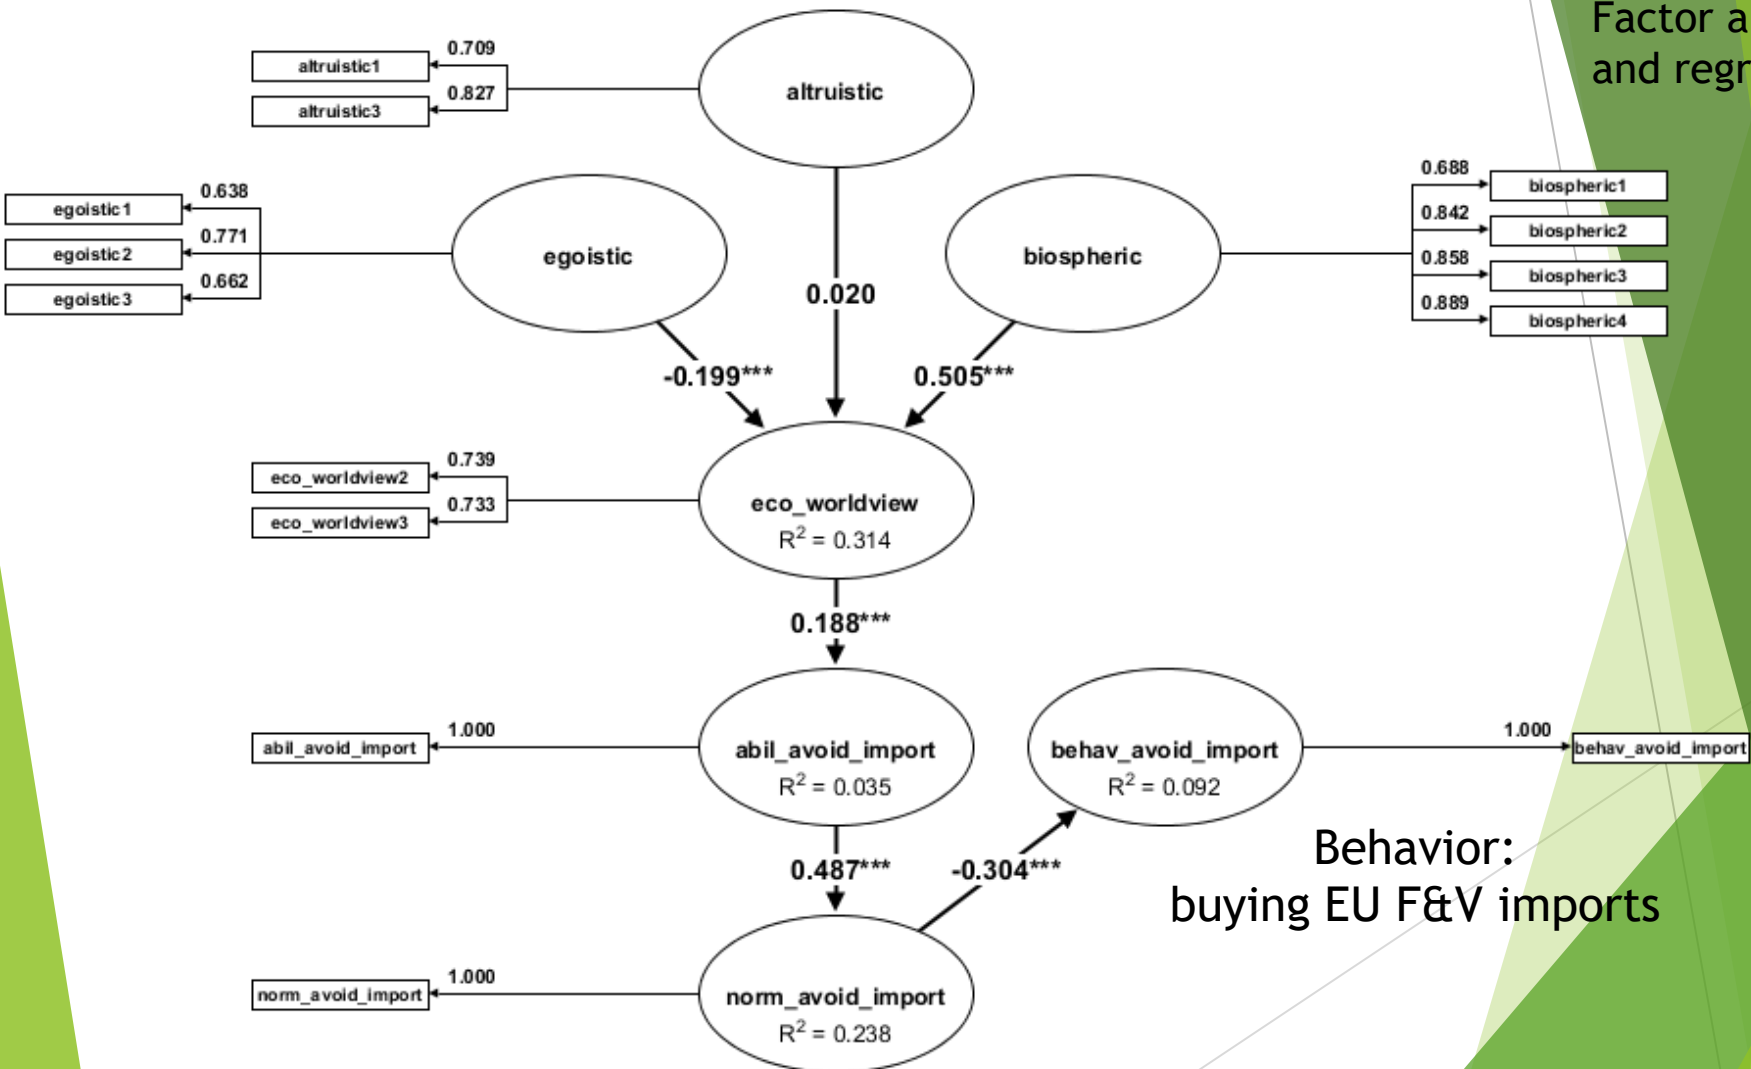 Factor a
and regr
0.709
altruistic1
0.827
altruistic3
altruistic
0.638
egoistic1
0.771
egoistic2
0.662
egoistic3
egoistic
biospheric
0.688
biospheric1
0.842
biospheric2
0.858
biospheric3
0.889
biospheric4
0.020
-0.199***
0.505***
0.739
eco_worldview2
0.733
eco_worldview3
eco_worldview
R² = 0.314
0.188***
1.000
abil_avoid_import
abil_avoid_import
R² = 0.035
behav_avoid_import
R² = 0.092
1.000
behav_avoid_import
0.487***
-0.304***
Behavior:
buying EU F&V imports
1.000
norm_avoid_import
norm_avoid_import
R² = 0.238